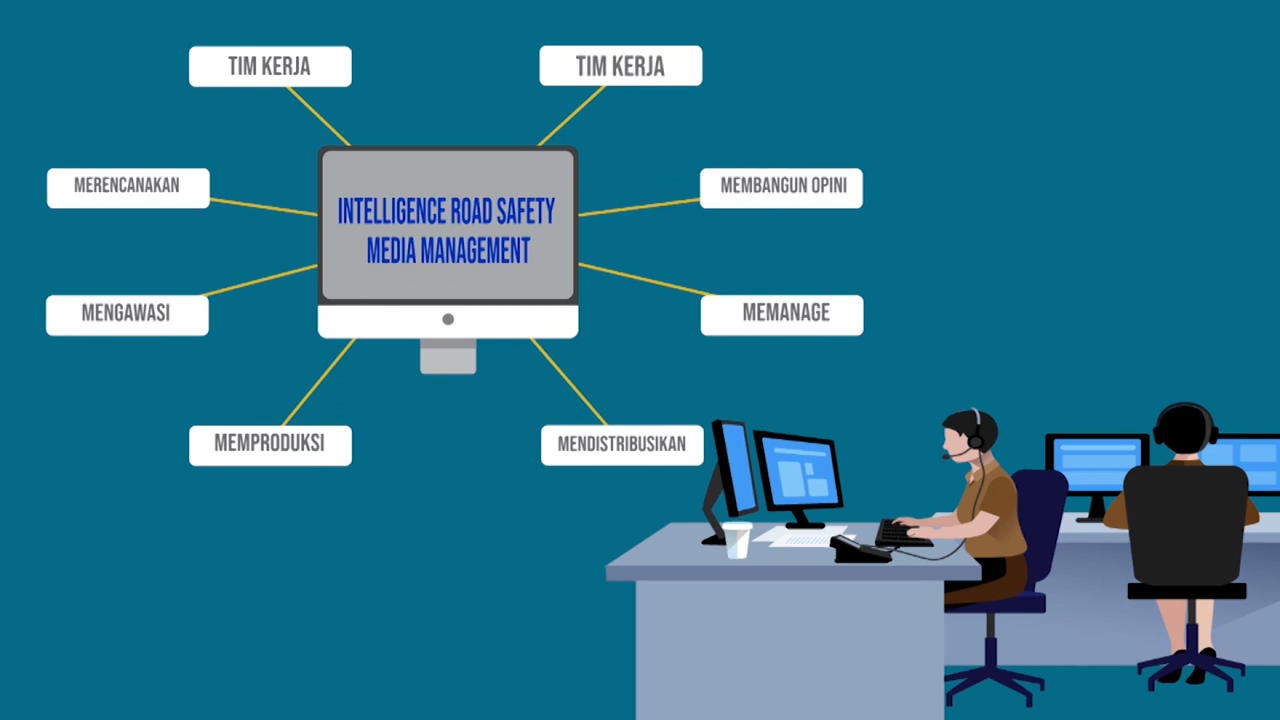 TIM KERJA
TIM KERJA
MERENCANAKAN
MEMBANGUN OPINI
INTELLIGENCE ROAD SAFETY
MEDIA MANAGEMENT
MENGAWASI
MEMANAGE
MEMPRODUKSI
MENDISTRIBUSIKAN